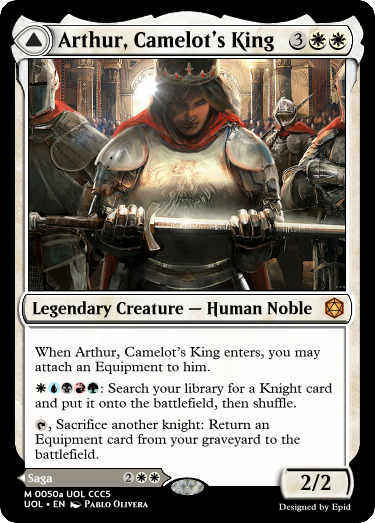 Arthur, Camelot's King 3
Legendary Creature — Human Noble
When Arthur, Camelot's King enters, you may
attach an Equipment to him.
: Search your library for a Knight card
and put it onto the battlefield, then shuffle.
, Sacrifice another knight: Return an
Equipment card from your graveyard to the
battlefield.
Saga 2
2/2
M 0050a UOL CCC5
UOL • EN Pablo Olivera
Designed by Epid